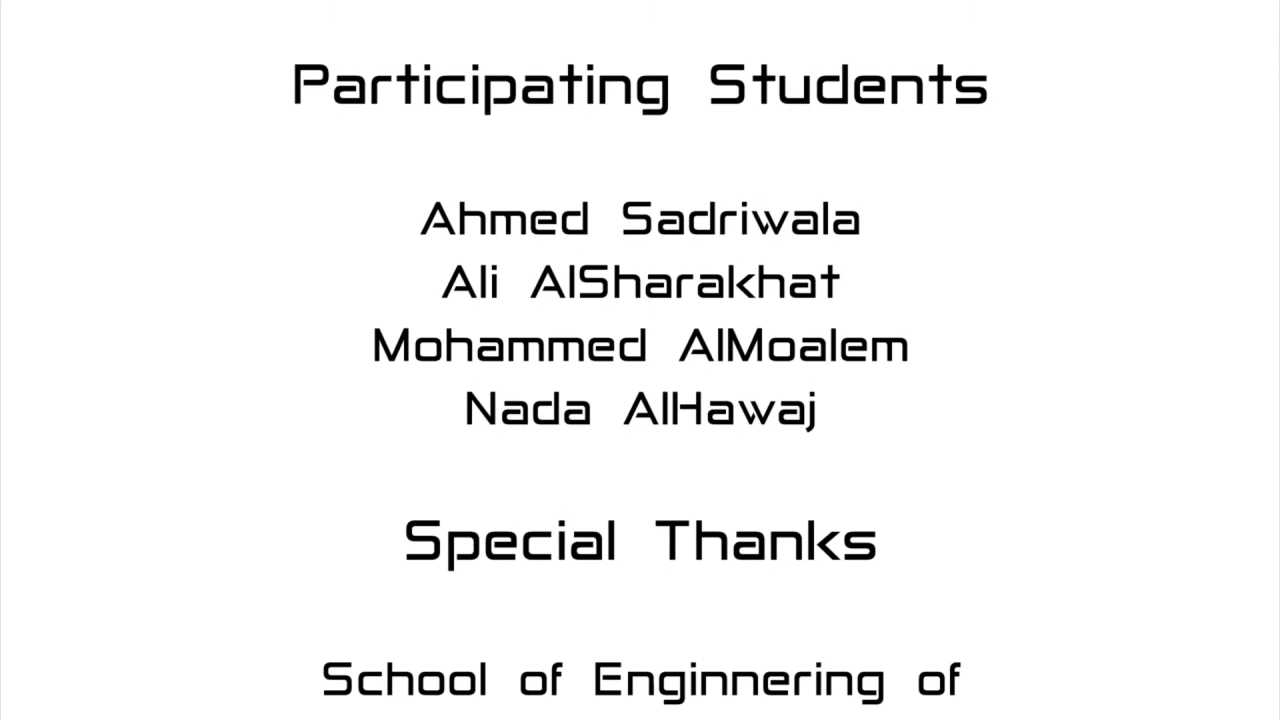 Participating Students
Ahmed Sadriwala
Ali AlSharakhat
Mohammed AlMoalem
Nada AlHawaj
Special Thanks
School of Enginnering of